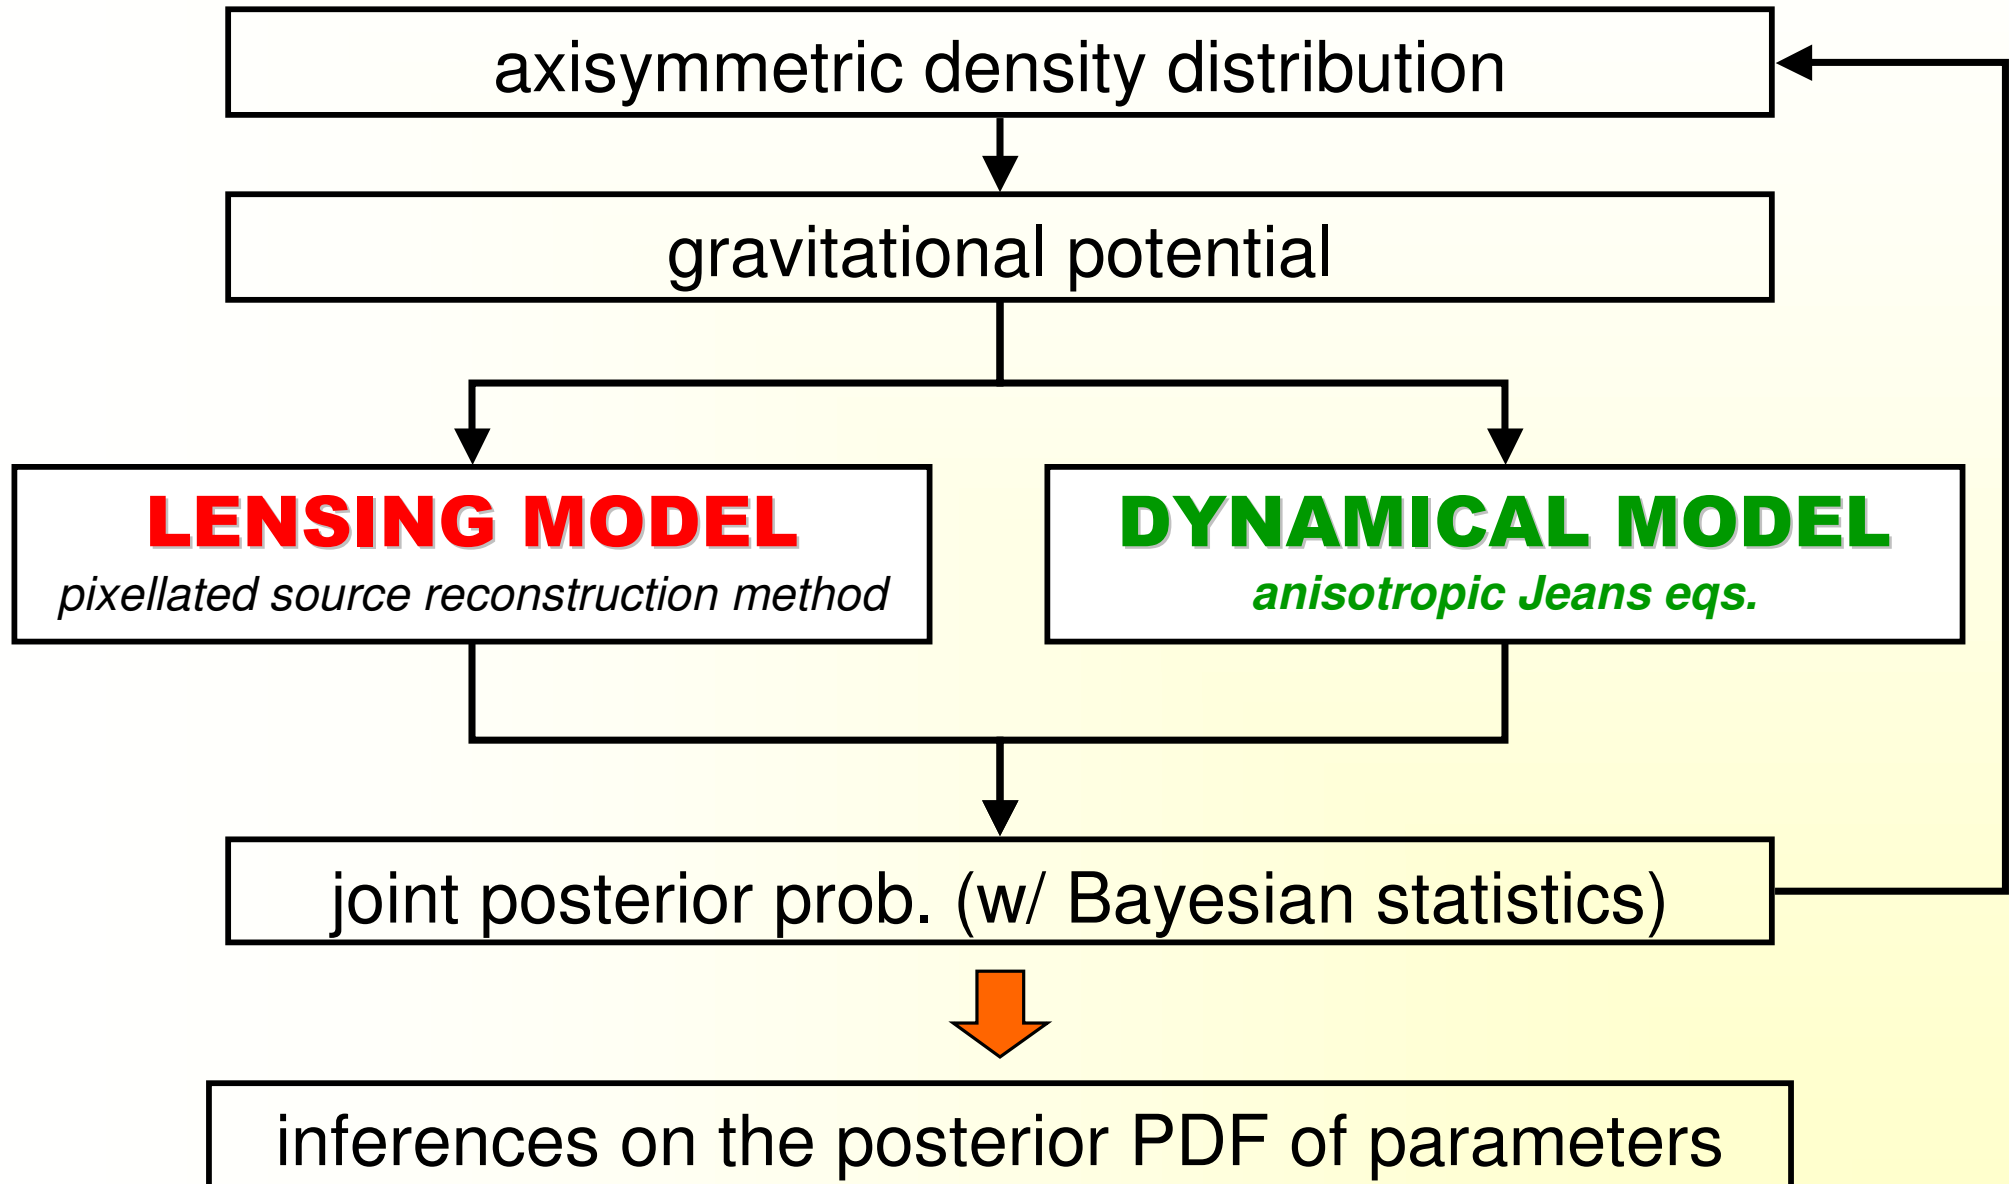 axisymmetric density distribution
gravitational potential
LENSING MODEL
pixellated source reconstruction method
DYNAMICAL MODEL
anisotropic Jeans eqs.
joint posterior prob. (w/ Bayesian statistics)
inferences on the posterior PDF of parameters